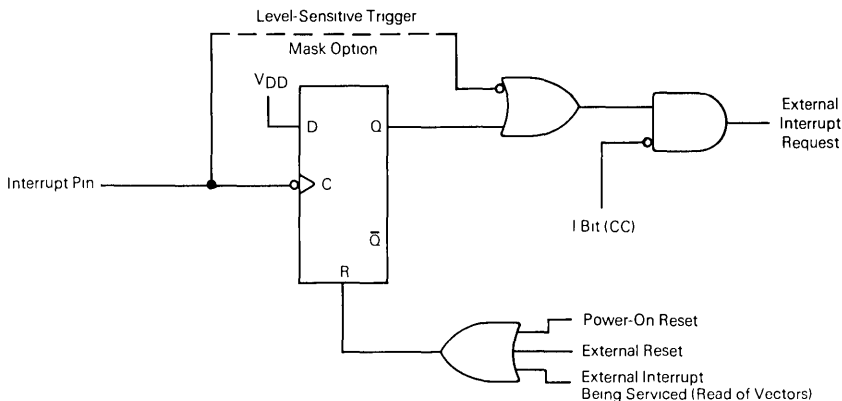 Level-Sensitive Trigger
Mask Option
VDD
D
Q
External
Interrupt
Request
Interrupt Pin
C
I Bit (CC)
Q̅
R
Power-On Reset
External Reset
External Interrupt
Being Serviced (Read of Vectors)